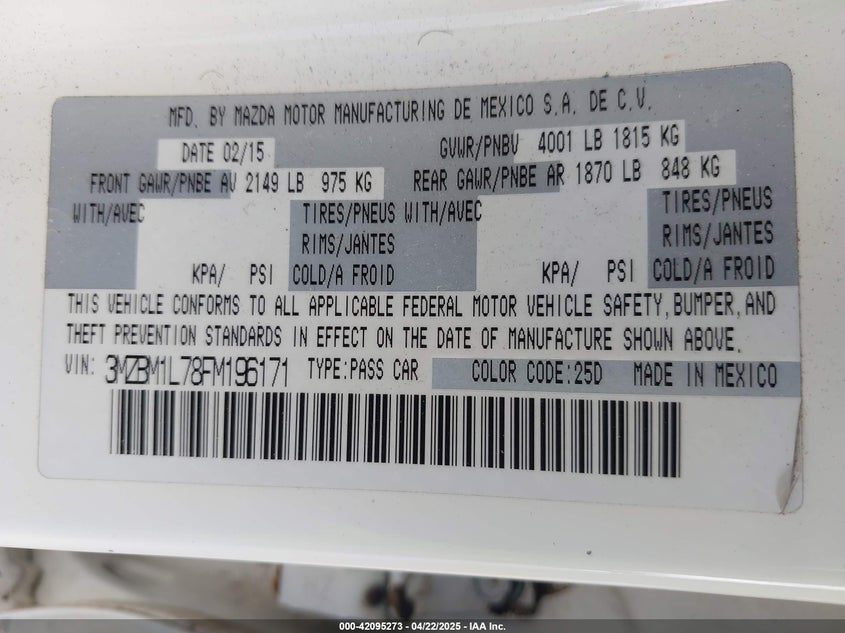 MFD. BY MAZDA MOTOR MANUFACTURING DE MEXICO S.A. DE C.V.
DATE 02/15 GVWR/PNBV 4001 LB 1815 KG
FRONT GAWR/PNBE AV 2149 LB 975 KG REAR GAWR/PNBE AR 1870 LB 848 KG
WITH/AVEC TIRES/PNEUS WITH/AVEC TIRES/PNEUS
RIMS/JANTES RIMS/JANTES
KPA/ PSI COLD/A FROID KPA/ PSI COLD/A FROID
THIS VEHICLE CONFORMS TO ALL APPLICABLE FEDERAL MOTOR VEHICLE SAFETY, BUMPER, AND
THEFT PREVENTION STANDARDS IN EFFECT ON THE DATE OF MANUFACTURE SHOWN ABOVE.
VIN: 3MZBM1L78FM196171 TYPE:PASS CAR COLOR CODE:25D MADE IN MEXICO
000-42095273 - 04/22/2025 - IAA Inc.